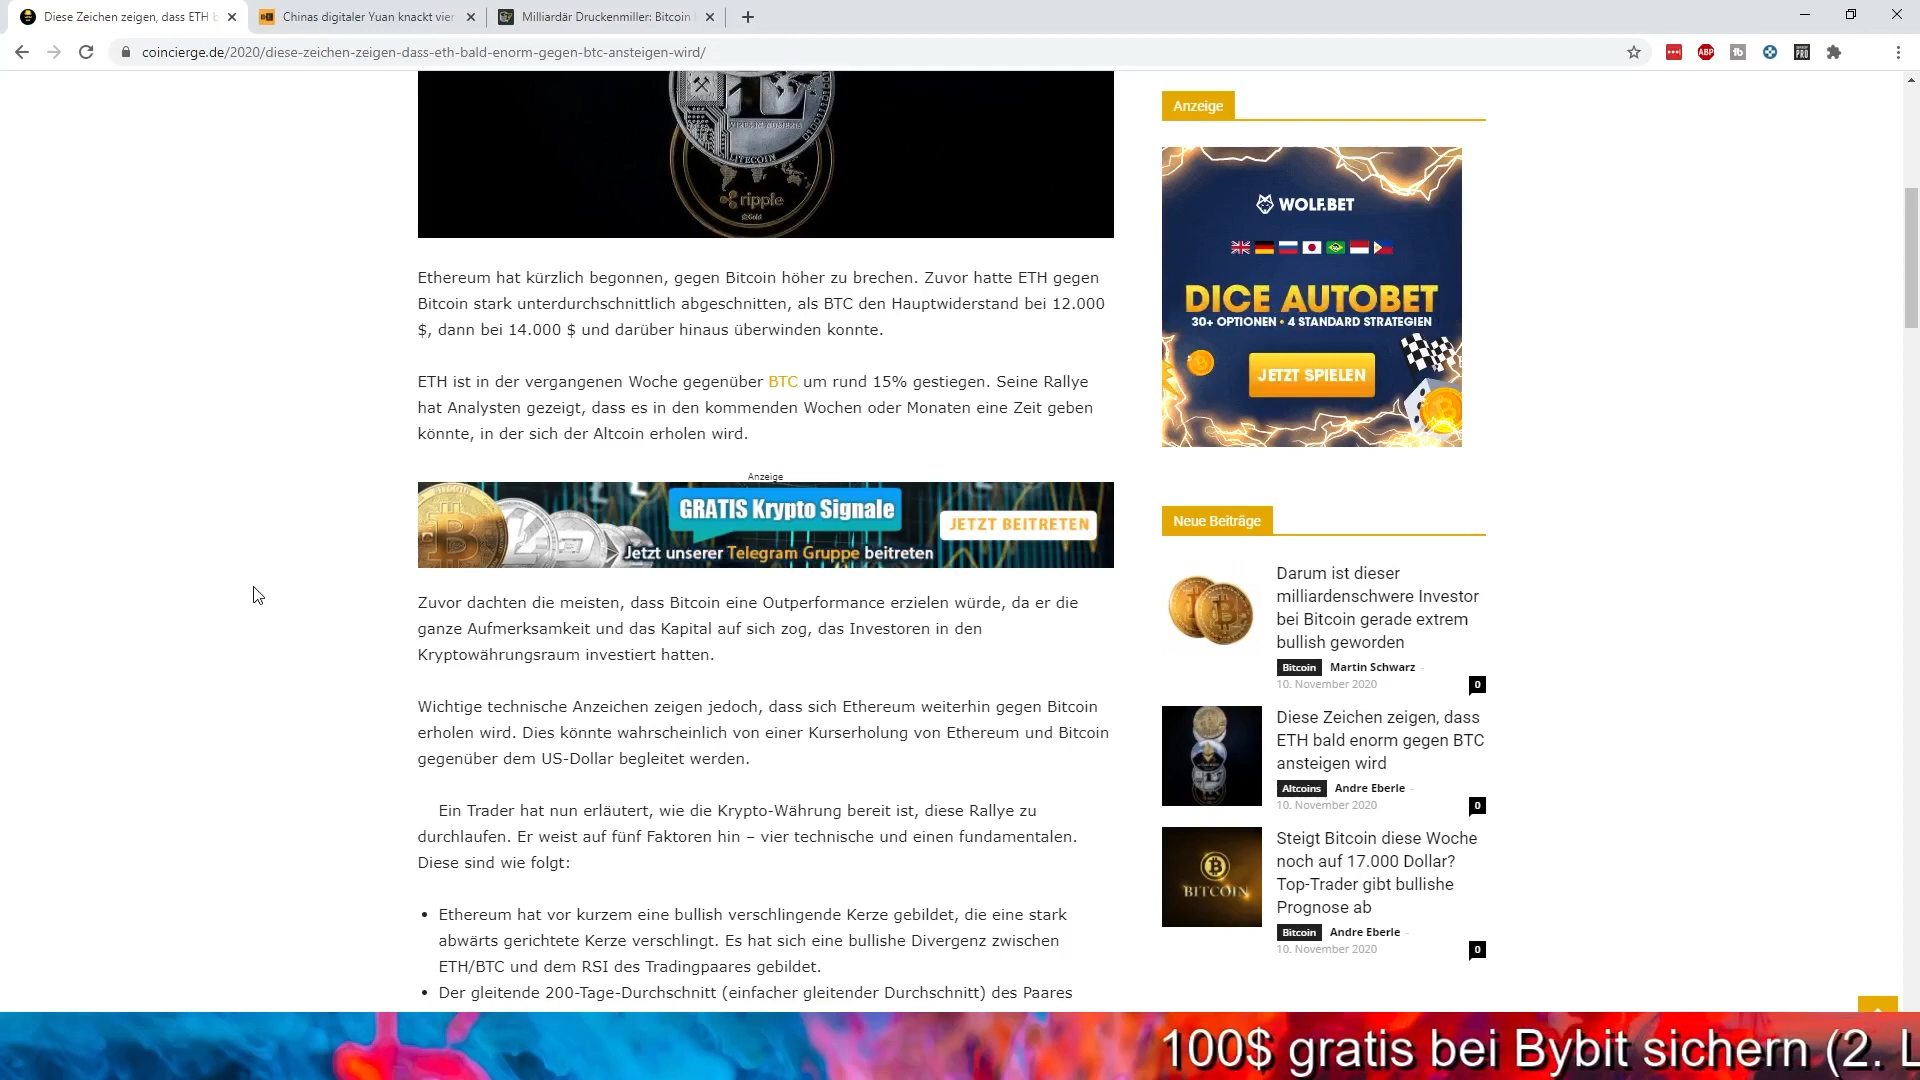 Diese Zeichen zeigen, dass ETH b
Chinas digitaler Yuan knackt vier
Milliardär Druckenmiller: Bitcoin
coincierge.de/2020/diese-zeichen-zeigen-dass-eth-bald-enorm-gegen-btc-ansteigen-wird/
ABP
PRO
LITECOIN
ripple
Ethereum hat kürzlich begonnen, gegen Bitcoin höher zu brechen. Zuvor hatte ETH gegen
Bitcoin stark unterdurchschnittlich abgeschnitten, als BTC den Hauptwiderstand bei 12.000
$, dann bei 14.000 $ und darüber hinaus überwinden konnte.
ETH ist in der vergangenen Woche gegenüber BTC um rund 15% gestiegen. Seine Rallye
hat Analysten gezeigt, dass es in den kommenden Wochen oder Monaten eine Zeit geben
könnte, in der sich der Altcoin erholen wird.
Anzeige
GRATIS Krypto Signale
JETZT BEITRETEN
Jetzt unserer Telegram Gruppe beitreten
Zuvor dachten die meisten, dass Bitcoin eine Outperformance erzielen würde, da er die
ganze Aufmerksamkeit und das Kapital auf sich zog, das Investoren in den
Kryptowährungsraum investiert hatten.
Wichtige technische Anzeichen zeigen jedoch, dass sich Ethereum weiterhin gegen Bitcoin
erholen wird. Dies könnte wahrscheinlich von einer Kurserholung von Ethereum und Bitcoin
gegenüber dem US-Dollar begleitet werden.
Ein Trader hat nun erläutert, wie die Krypto-Währung bereit ist, diese Rallye zu
durchlaufen. Er weist auf fünf Faktoren hin – vier technische und einen fundamentalen.
Diese sind wie folgt:
• Ethereum hat vor kurzem eine bullish verschlingende Kerze gebildet, die eine stark
abwärts gerichtete Kerze verschlingt. Es hat sich eine bullishe Divergenz zwischen
ETH/BTC und dem RSI des Tradingpaares gebildet.
• Der gleitende 200-Tage-Durchschnitt (einfacher gleitender Durchschnitt) des Paares
Anzeige
WOLF.BET
DICE AUTOBET
30+ OPTIONEN • 4 STANDARD STRATEGIEN
JETZT SPIELEN
Neue Beiträge
Darum ist dieser
milliardenschwere Investor
bei Bitcoin gerade extrem
bullish geworden
Bitcoin Martin Schwarz -
10. November 2020 0
Diese Zeichen zeigen, dass
ETH bald enorm gegen BTC
ansteigen wird
Altcoins Andre Eberle -
10. November 2020 0
BITCOIN
Steigt Bitcoin diese Woche
noch auf 17.000 Dollar?
Top-Trader gibt bullishe
Prognose ab
Bitcoin Andre Eberle -
10. November 2020 0
100$ gratis bei Bybit sichern (2. L